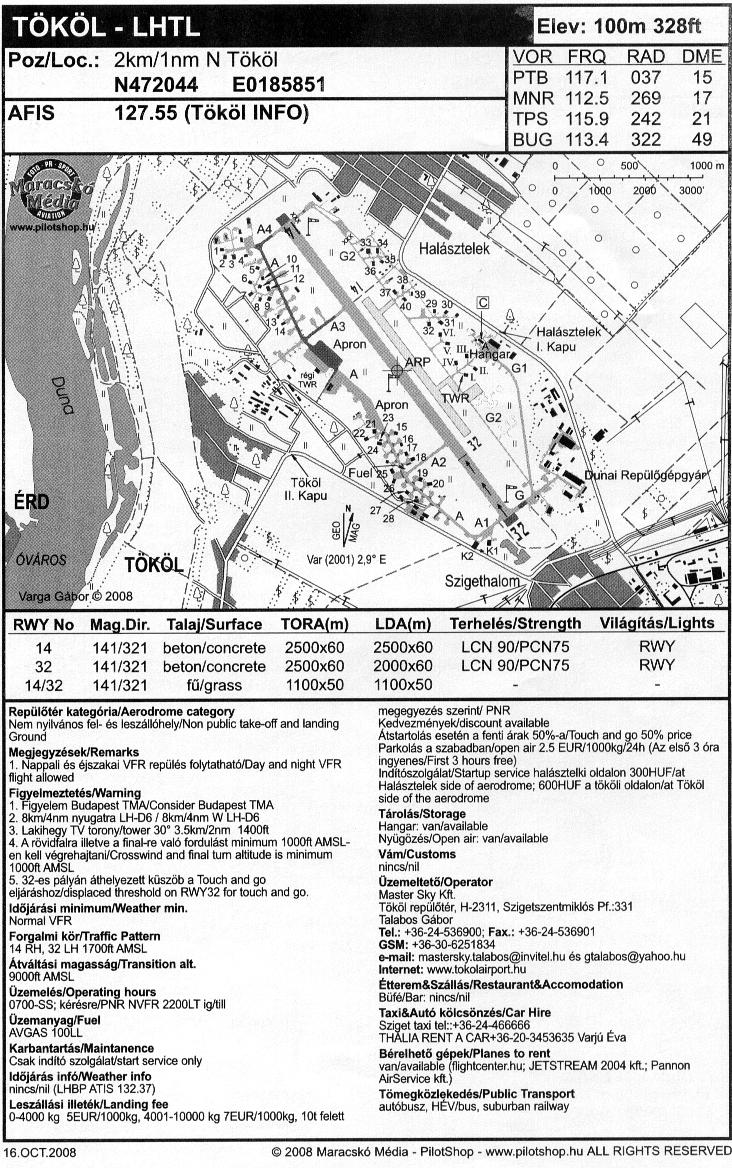 TÖKÖL - LHTL
Elev: 100m 328ft
Poz/Loc.: 2km/1nm N Tököl
N472044 E0185851
AFIS 127.55 (Tököl INFO)
VOR FRQ RAD DME
PTB 117.1 037 15
MNR 112.5 269 17
TPS 115.9 242 21
BUG 113.4 322 49
FOTO - PR - SPORT
Maracskó
Média
AVIATION
www.pilotshop.hu
0 500 1000 m
0 1000 2000 3000'
Halásztelek
A4
14
G2
33 34
35
36
37
38
39
40
29 30
31
32
VI.
V.
IV.
III.
II.
I.
C
Halásztelek
I. Kapu
Hangar
G1
TWR
G2
ARP
2 3 4
5
6
7
8 9
A
10
11
12
13
14
A3
Apron
régi
TWR
A
Apron
23
15
21
22
16
24
17
18
A2
Fuel
25
19
20
26
27
28
32
G
Dunai Repülőgépgyár
A
A1
32
K2
K1
Szigethalom
Tököl
II. Kapu
Duna
ÉRD
ÓVÁROS
TÖKÖL
GEO
N
MAG
Var (2001) 2,9° E
Varga Gábor © 2008
RWY No Mag.Dir. Talaj/Surface TORA(m) LDA(m) Terhelés/Strength Világítás/Lights
14 141/321 beton/concrete 2500x60 2500x60 LCN 90/PCN75 RWY
32 141/321 beton/concrete 2500x60 2000x60 LCN 90/PCN75 RWY
14/32 141/321 fű/grass 1100x50 1100x50 - -
Repülőtér kategória/Aerodrome category
Nem nyilvános fel- és leszállóhely/Non public take-off and landing
Ground
Megjegyzések/Remarks
1. Nappali és éjszakai VFR repülés folytatható/Day and night VFR
flight allowed
Figyelmeztetés/Warning
1. Figyelem Budapest TMA/Consider Budapest TMA
2. 8km/4nm nyugatra LH-D6 / 8km/4nm W LH-D6
3. Lakihegy TV torony/tower 30° 3.5km/2nm 1400ft
4. A rövidfalra illetve a final-re való fordulást minimum 1000ft AMSL-
en kell végrehajtani/Crosswind and final turn altitude is minimum
1000ft AMSL
5. 32-es pályán áthelyezett küszöb a Touch and go
eljáráshoz/displaced threshold on RWY32 for touch and go.
Időjárási minimum/Weather min.
Normal VFR
Forgalmi kör/Traffic Pattern
14 RH, 32 LH 1700ft AMSL
Átváltási magasság/Transition alt.
9000ft AMSL
Üzemelés/Operating hours
0700-SS; kérésre/PNR NVFR 2200LT ig/till
Üzemanyag/Fuel
AVGAS 100LL
Karbantartás/Maintanence
Csak indító szolgálat/start service only
Időjárás infó/Weather info
nincs/nil (LHBP ATIS 132.37)
Leszállási illeték/Landing fee
0-4000 kg 5EUR/1000kg, 4001-10000 kg 7EUR/1000kg, 10t felett
megegyezés szerint/ PNR
Kedvezmények/discount available
Átstartolás esetén a fenti árak 50%-a/Touch and go 50% price
Parkolás a szabadban/open air 2.5 EUR/1000kg/24h (Az első 3 óra
ingyenes/First 3 hours free)
Indítószolgálat/Startup service halásztelki oldalon 300HUF/at
Halásztelek side of aerodrome; 600HUF a tököli oldalon/at Tököl
side of the aerodrome
Tárolás/Storage
Hangar: van/available
Nyűgözés/Open air: van/available
Vám/Customs
nincs/nil
Üzemeltető/Operator
Master Sky Kft.
Tököl repülőtér, H-2311, Szigetszentmiklós Pf.:331
Talabos Gábor
Tel.: +36-24-536900; Fax.: +36-24-536901
GSM: +36-30-6251834
e-mail: mastersky.talabos@invitel.hu és gtalabos@yahoo.hu
Internet: www.tokolairport.hu
Étterem&Szállás/Restaurant&Accomodation
Büfé/Bar: nincs/nil
Taxi&Autó kölcsönzés/Car Hire
Sziget taxi tel::+36-24-466666
THALIA RENT A CAR+36-20-3453635 Varjú Éva
Bérelhető gépek/Planes to rent
van/available (flightcenter.hu; JETSTREAM 2004 kft.; Pannon
AirService kft.)
Tömegközlekedés/Public Transport
autóbusz, HÉV/bus, suburban railway
16.OCT.2008
© 2008 Maracskó Média - PilotShop - www.pilotshop.hu ALL RIGHTS RESERVED